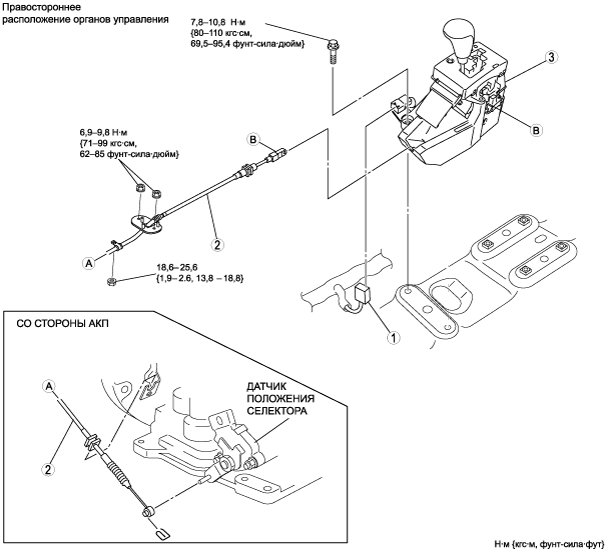 Правостороннее
расположение органов управления
7,8–10,8 Н·м
{80–110 кгс·см,
69,5–95,4 фунт-сила·дюйм}
3
B
6,9–9,8 Н·м
{71–99 кгс·см,
62–85 фунт-сила·дюйм}
B
2
A
18,6–25,6
{1,9–2.6, 13,8 – 18,8}
1
СО СТОРОНЫ АКП
A
ДАТЧИК
ПОЛОЖЕНИЯ
СЕЛЕКТОРА
2
Н·м {кгс·м, фунт-сила·фут}